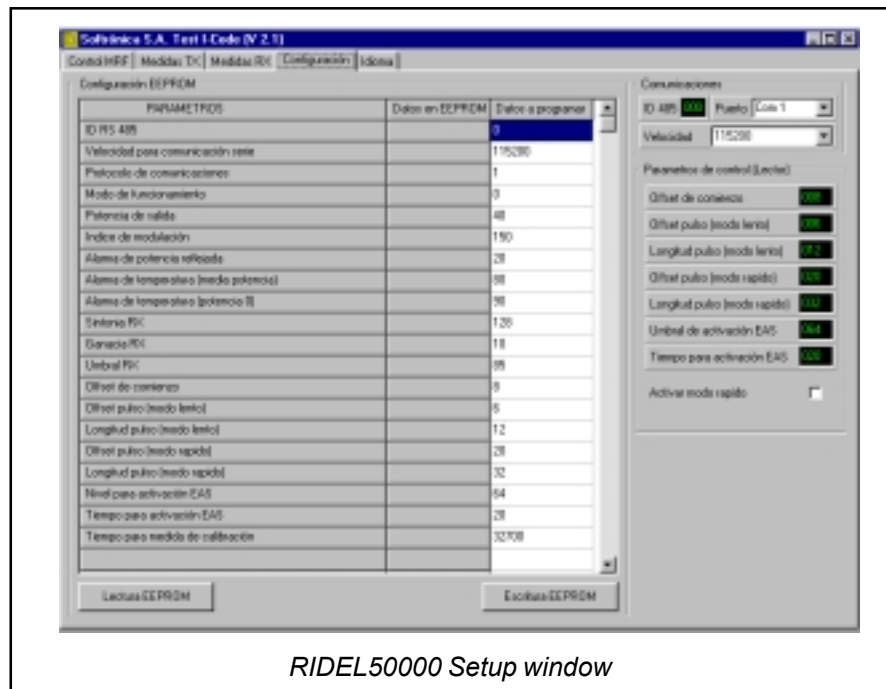 Softrónica S.A. Test I-Code (V 2.1)
Control MRF Medidas TX Medidas RX Configuración Idioma
Configuración EEPROM
PARAMETROS Datos en EEPROM Datos a programar
ID RS 485 0
Velocidad para comunicación serie 115200
Protocolo de comunicaciones 1
Modo de funcionamiento 0
Potencia de salida 40
Indice de modulación 150
Alarma de potencia reflejada 20
Alarma de temperatura (media potencia) 80
Alarma de temperatura (potencia 0) 90
Sintonia RX 128
Ganacia RX 10
Umbral RX 85
Offset de comienzo 8
Offset pulso (modo lento) 6
Longitud pulso (modo lento) 12
Offset pulso (modo rapido) 20
Longitud pulso (modo rapido) 32
Nivel para activación EAS 64
Tiempo para activación EAS 20
Tiempo para medida de calibración 32700
Lectura EEPROM Escritura EEPROM
Comunicaciones
ID 485 000 Puerto Com 1
Velocidad 115200
Parametros de control (Lector)
Offset de comienzo 008
Offset pulso (modo lento) 006
Longitud pulso (modo lento) 012
Offset pulso (modo rapido) 020
Longitud pulso (modo rapido) 032
Umbral de activación EAS 064
Tiempo para activación EAS 020
Activar modo rapido
RIDEL50000 Setup window